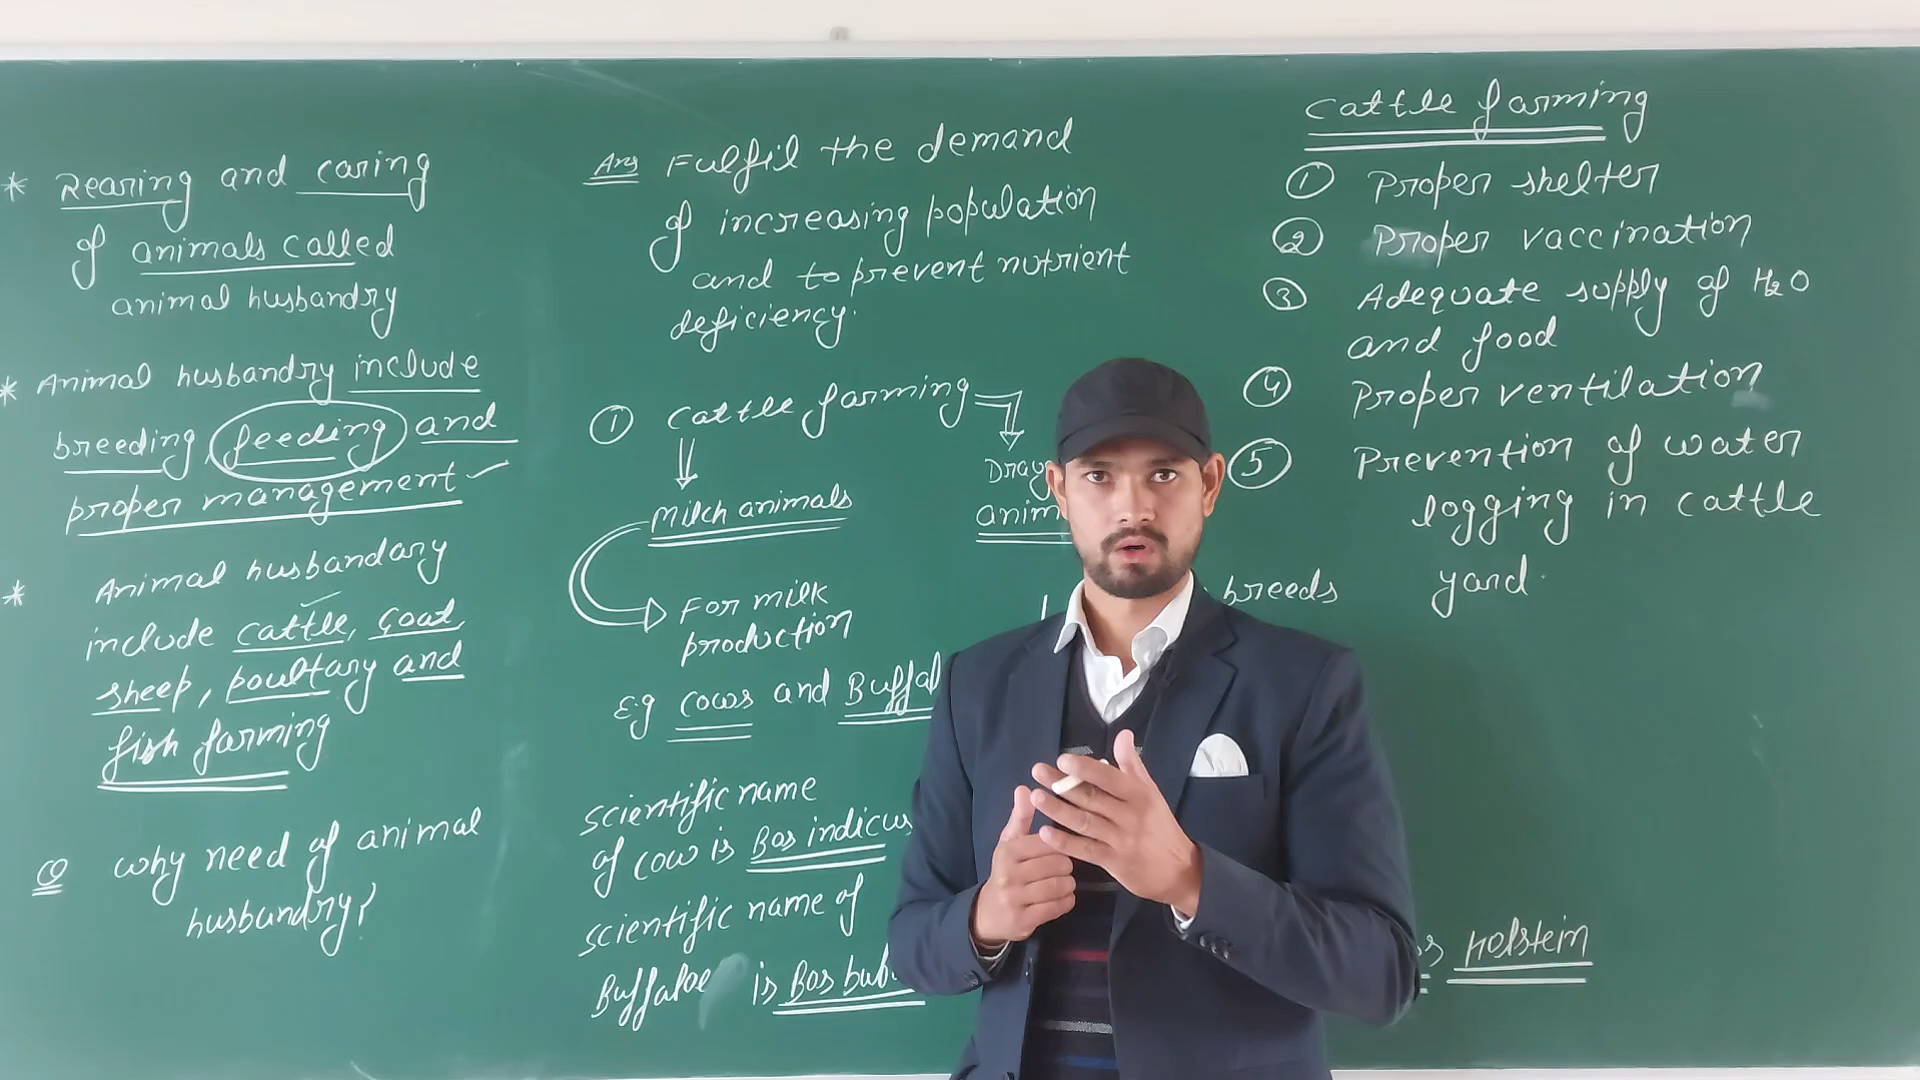 * Rearing and caring
of animals called
animal husbandry
* Animal husbandry include
breeding, feeding and
proper management
* Animal husbandary
include cattle, Goat,
sheep, poultary and
fish farming
Q why need of animal
husbandry?
Ans Fulfil the demand
of increasing population
and to prevent nutrient
deficiency.
① Cattle farming
Milch animals
For milk
production
E.g cows and
scientific name
of cow is Bos indicus
scientific name of
Buffaloe is Bos
breeds
Cattle farming
① Proper shelter
② Proper vaccination
③ Adequate supply of H2O
and food
④ Proper ventilation
⑤ Prevention of water
logging in cattle
yard.
Holstein